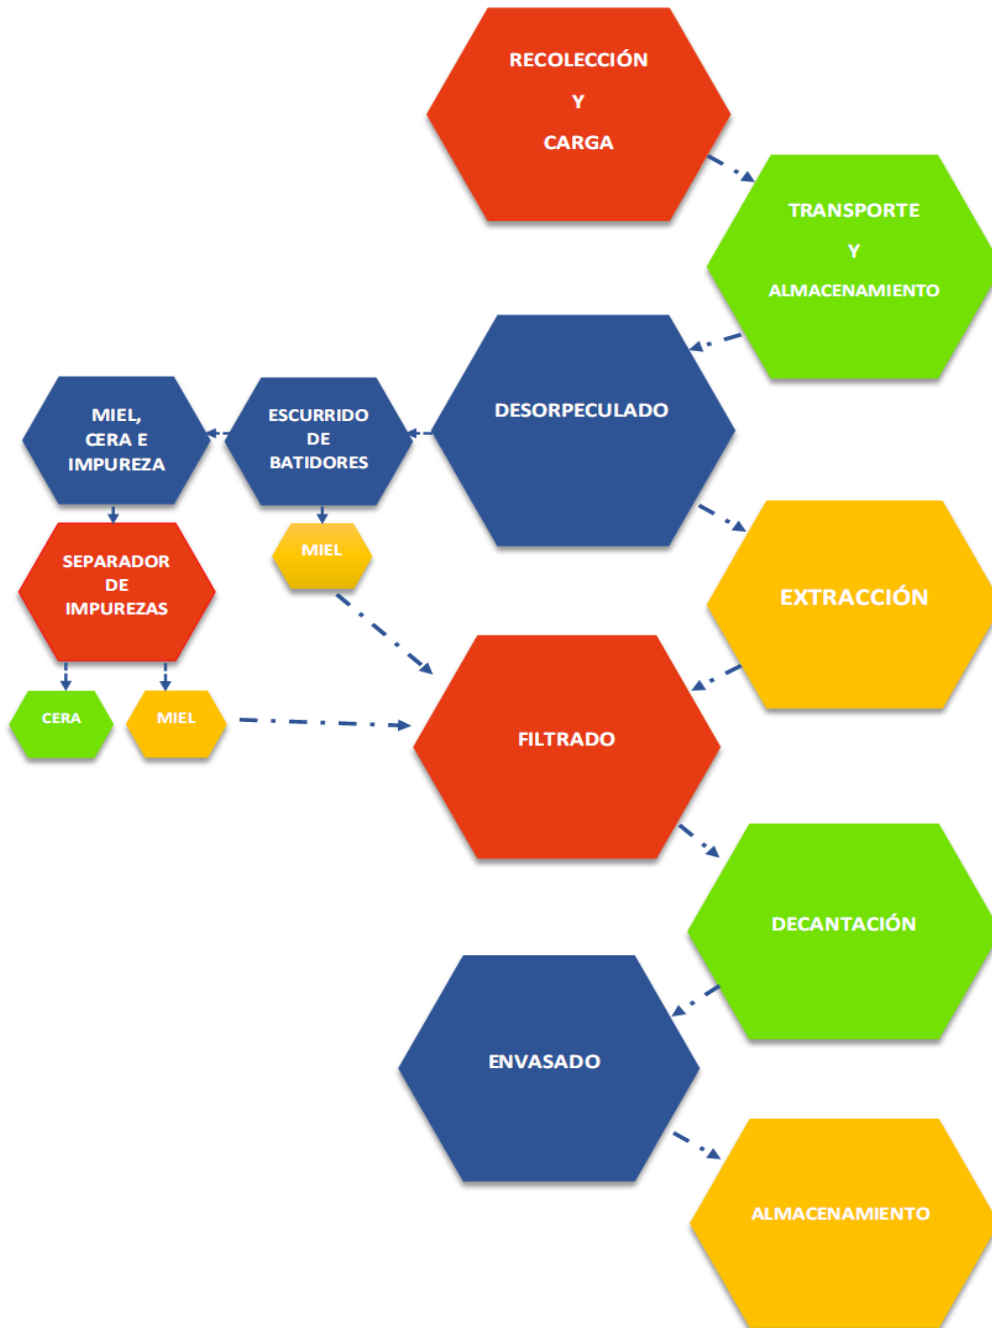 RECOLECCIÓN
Y
CARGA
TRANSPORTE
Y
ALMACENAMIENTO
DESORPECULADO
ESCURRIDO
DE
BATIDORES
MIEL,
CERA E
IMPUREZA
MIEL
SEPARADOR
DE
IMPUREZAS
EXTRACCIÓN
CERA
MIEL
FILTRADO
DECANTACIÓN
ENVASADO
ALMACENAMIENTO